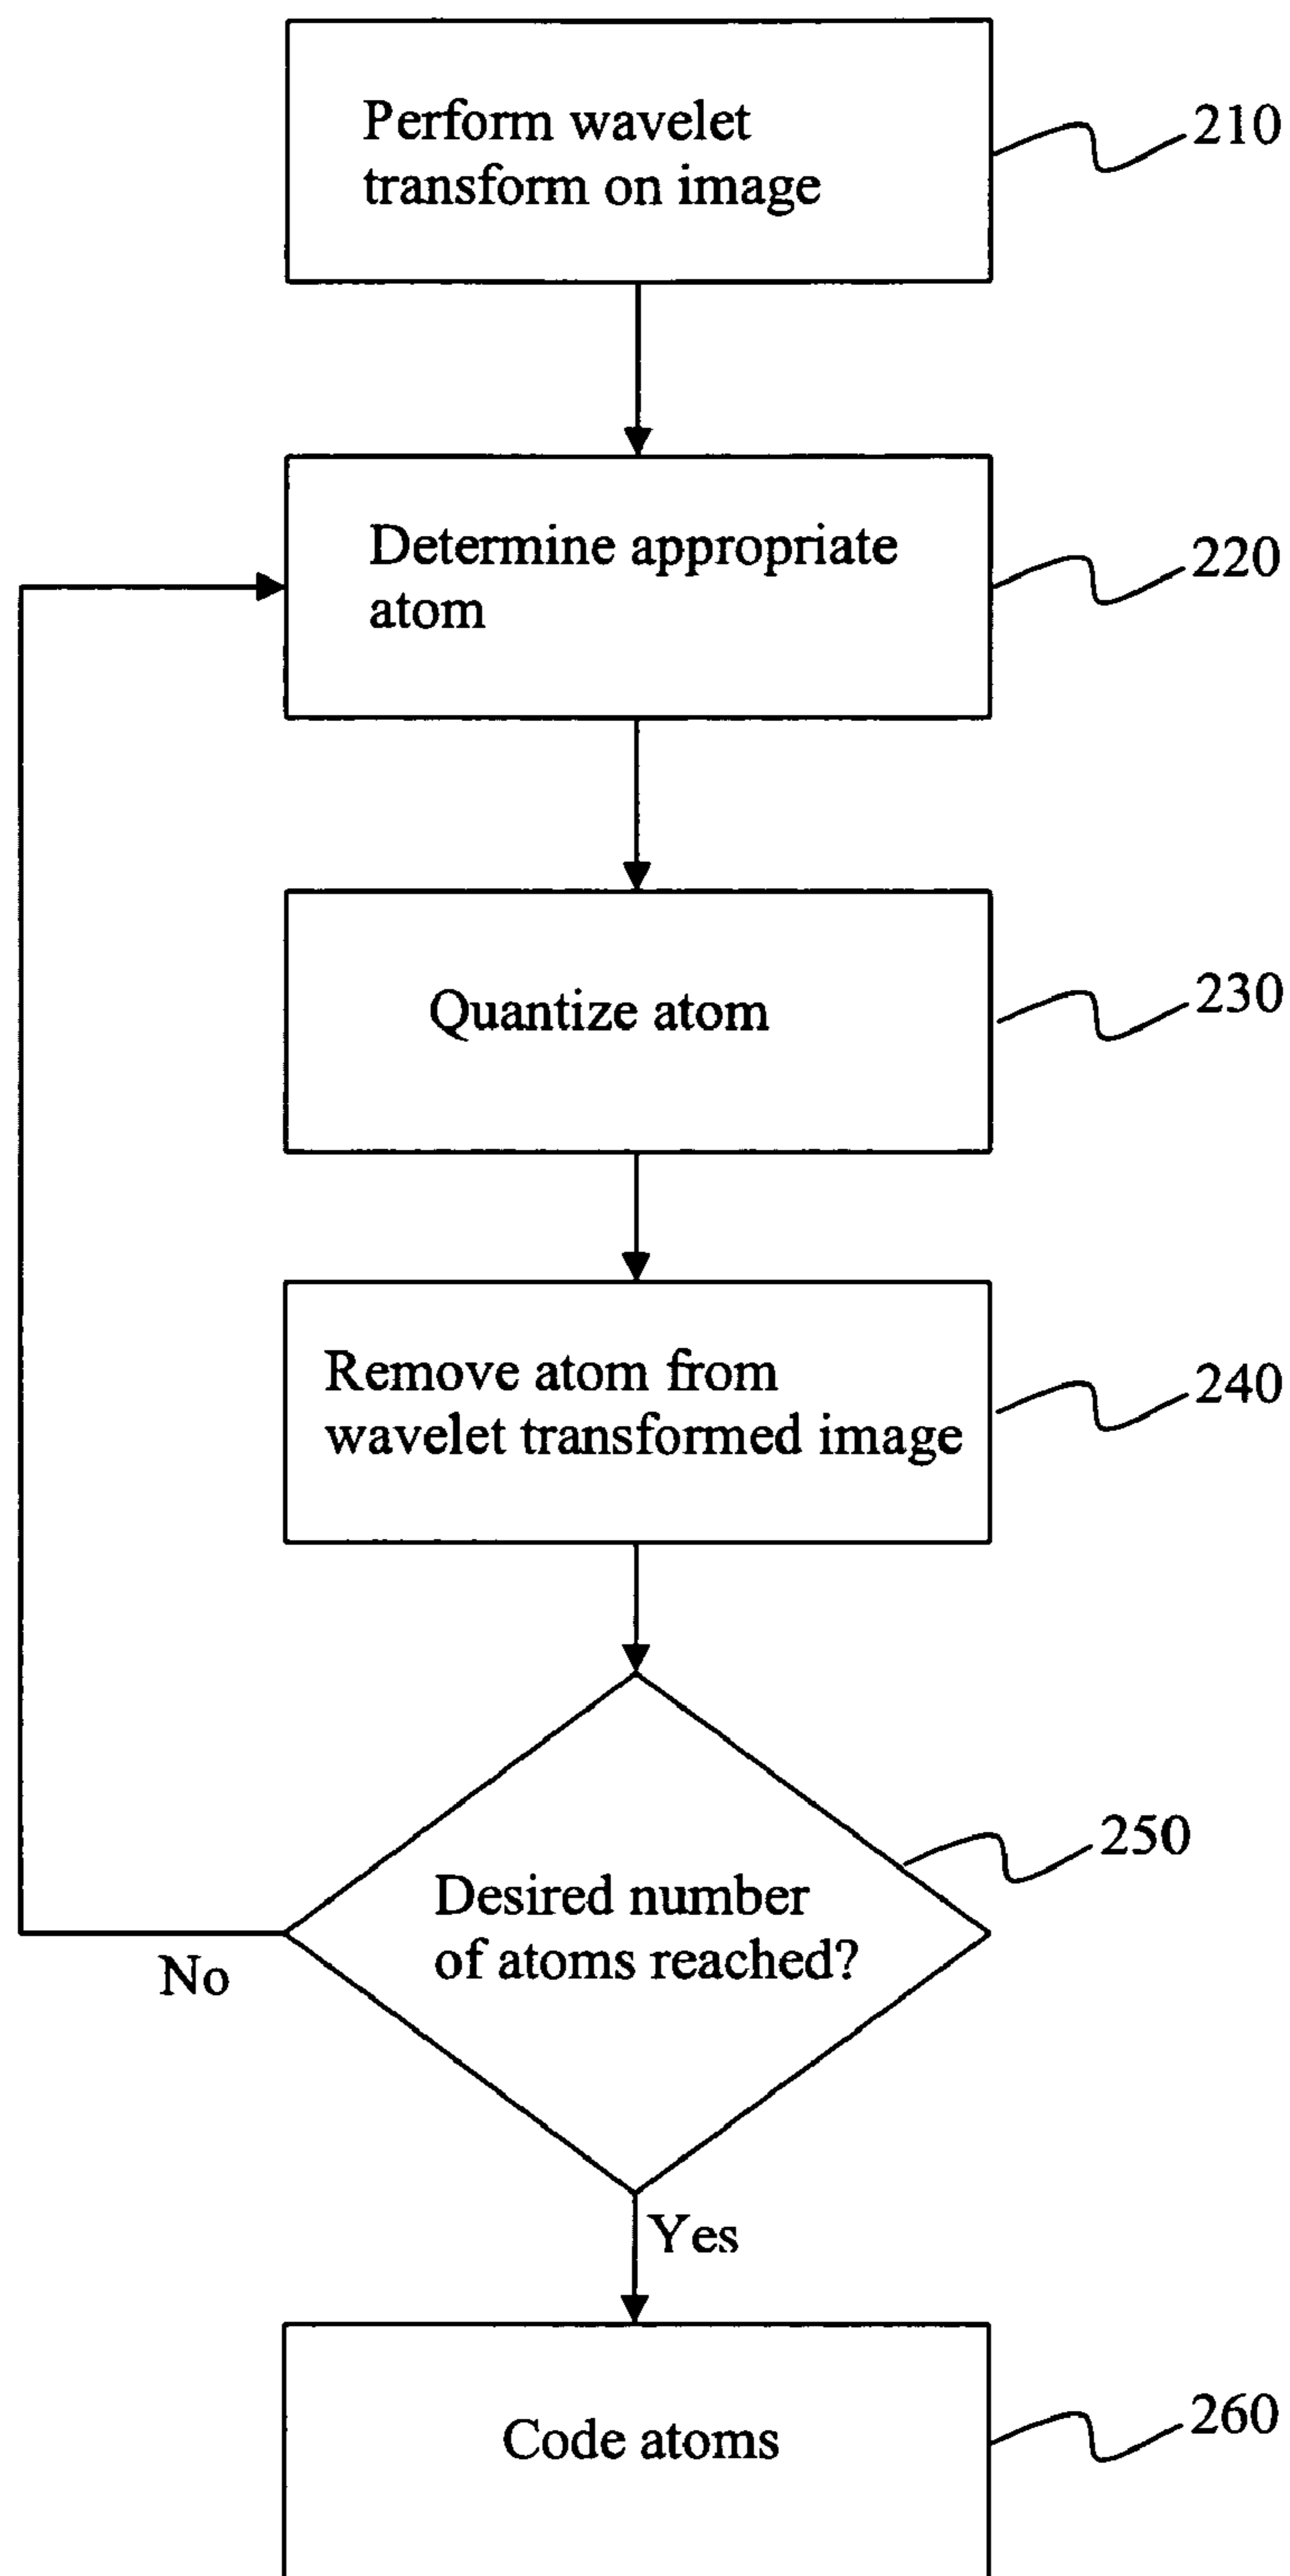 Perform wavelet
transform on image
210
Determine appropriate
atom
220
Quantize atom
230
Remove atom from
wavelet transformed image
240
Desired number
of atoms reached?
250
No
Yes
Code atoms
260